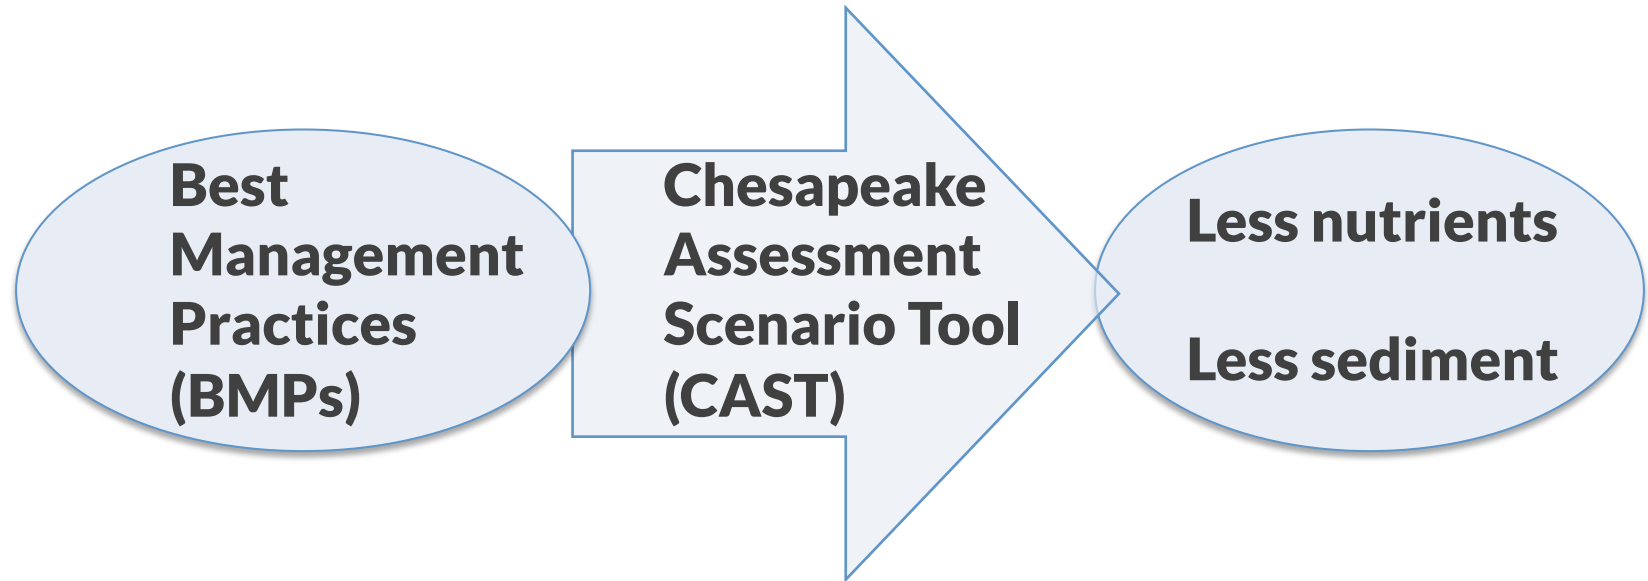 Best
Management
Practices
(BMPs)
Chesapeake
Assessment
Scenario Tool
(CAST)
Less nutrients
Less sediment